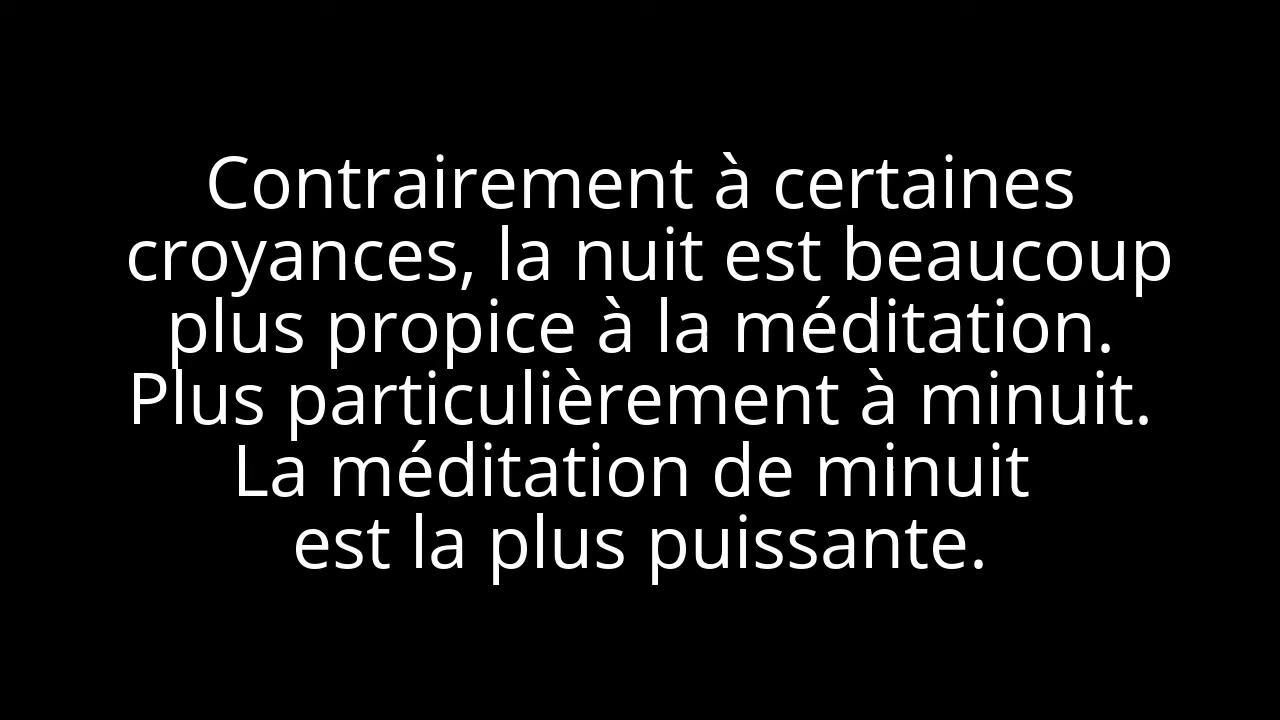 Contrairement à certaines
croyances, la nuit est beaucoup
plus propice à la méditation.
Plus particulièrement à minuit.
La méditation de minuit
est la plus puissante.